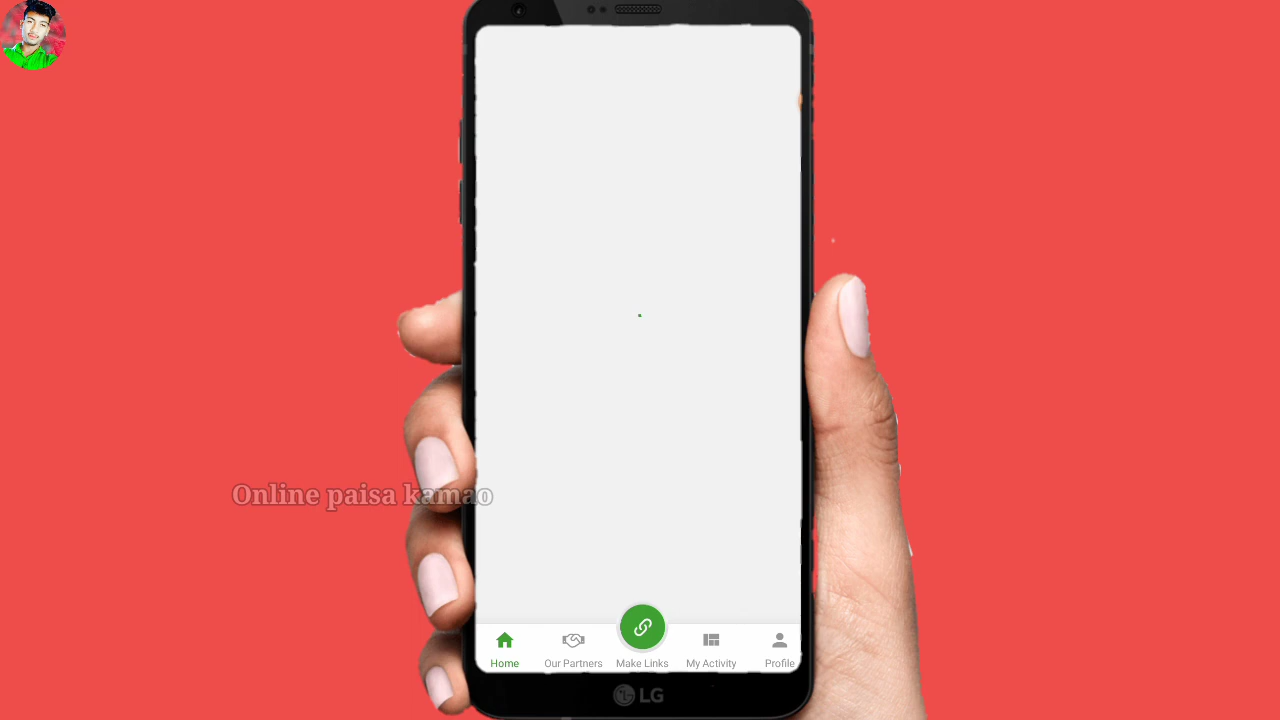 Online paisa kamao
Home
Our Partners
Make Links
My Activity
Profile
LG